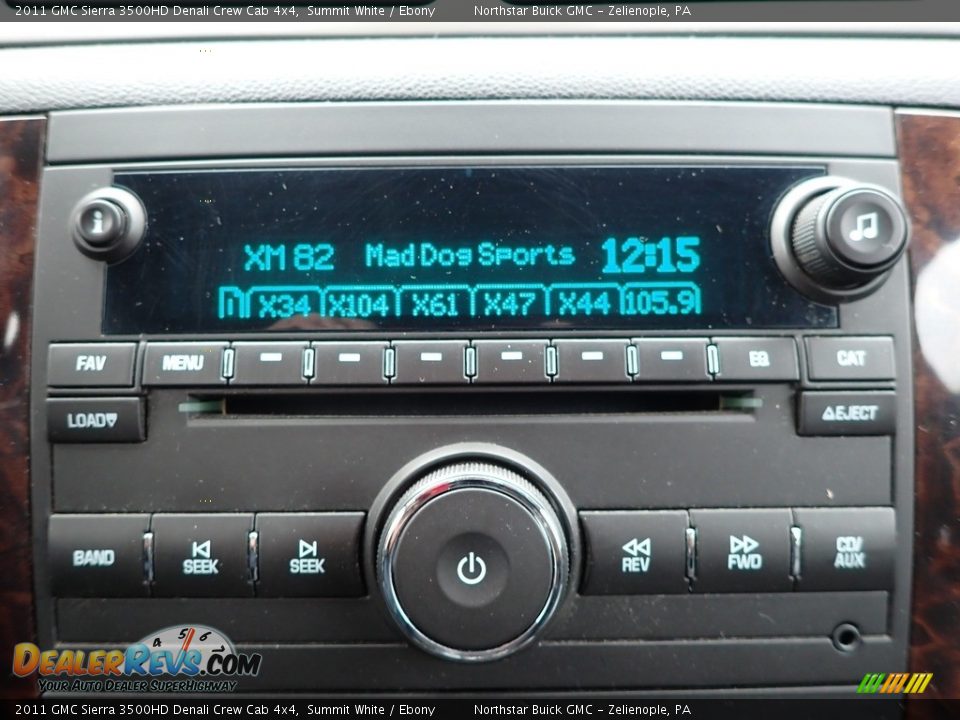 2011 GMC Sierra 3500HD Denali Crew Cab 4x4, Summit White / Ebony Northstar Buick GMC - Zelienople, PA
i
XM 82 Mad Dog Sports 12:15
X34 X104 X61 X47 X44 105.9
FAV MENU EQ CAT
LOAD EJECT
BAND SEEK SEEK REV FWD CD/AUX
4 5 6
DealerRevs.com
Your Auto Dealer SuperHighway
2011 GMC Sierra 3500HD Denali Crew Cab 4x4, Summit White / Ebony Northstar Buick GMC - Zelienople, PA